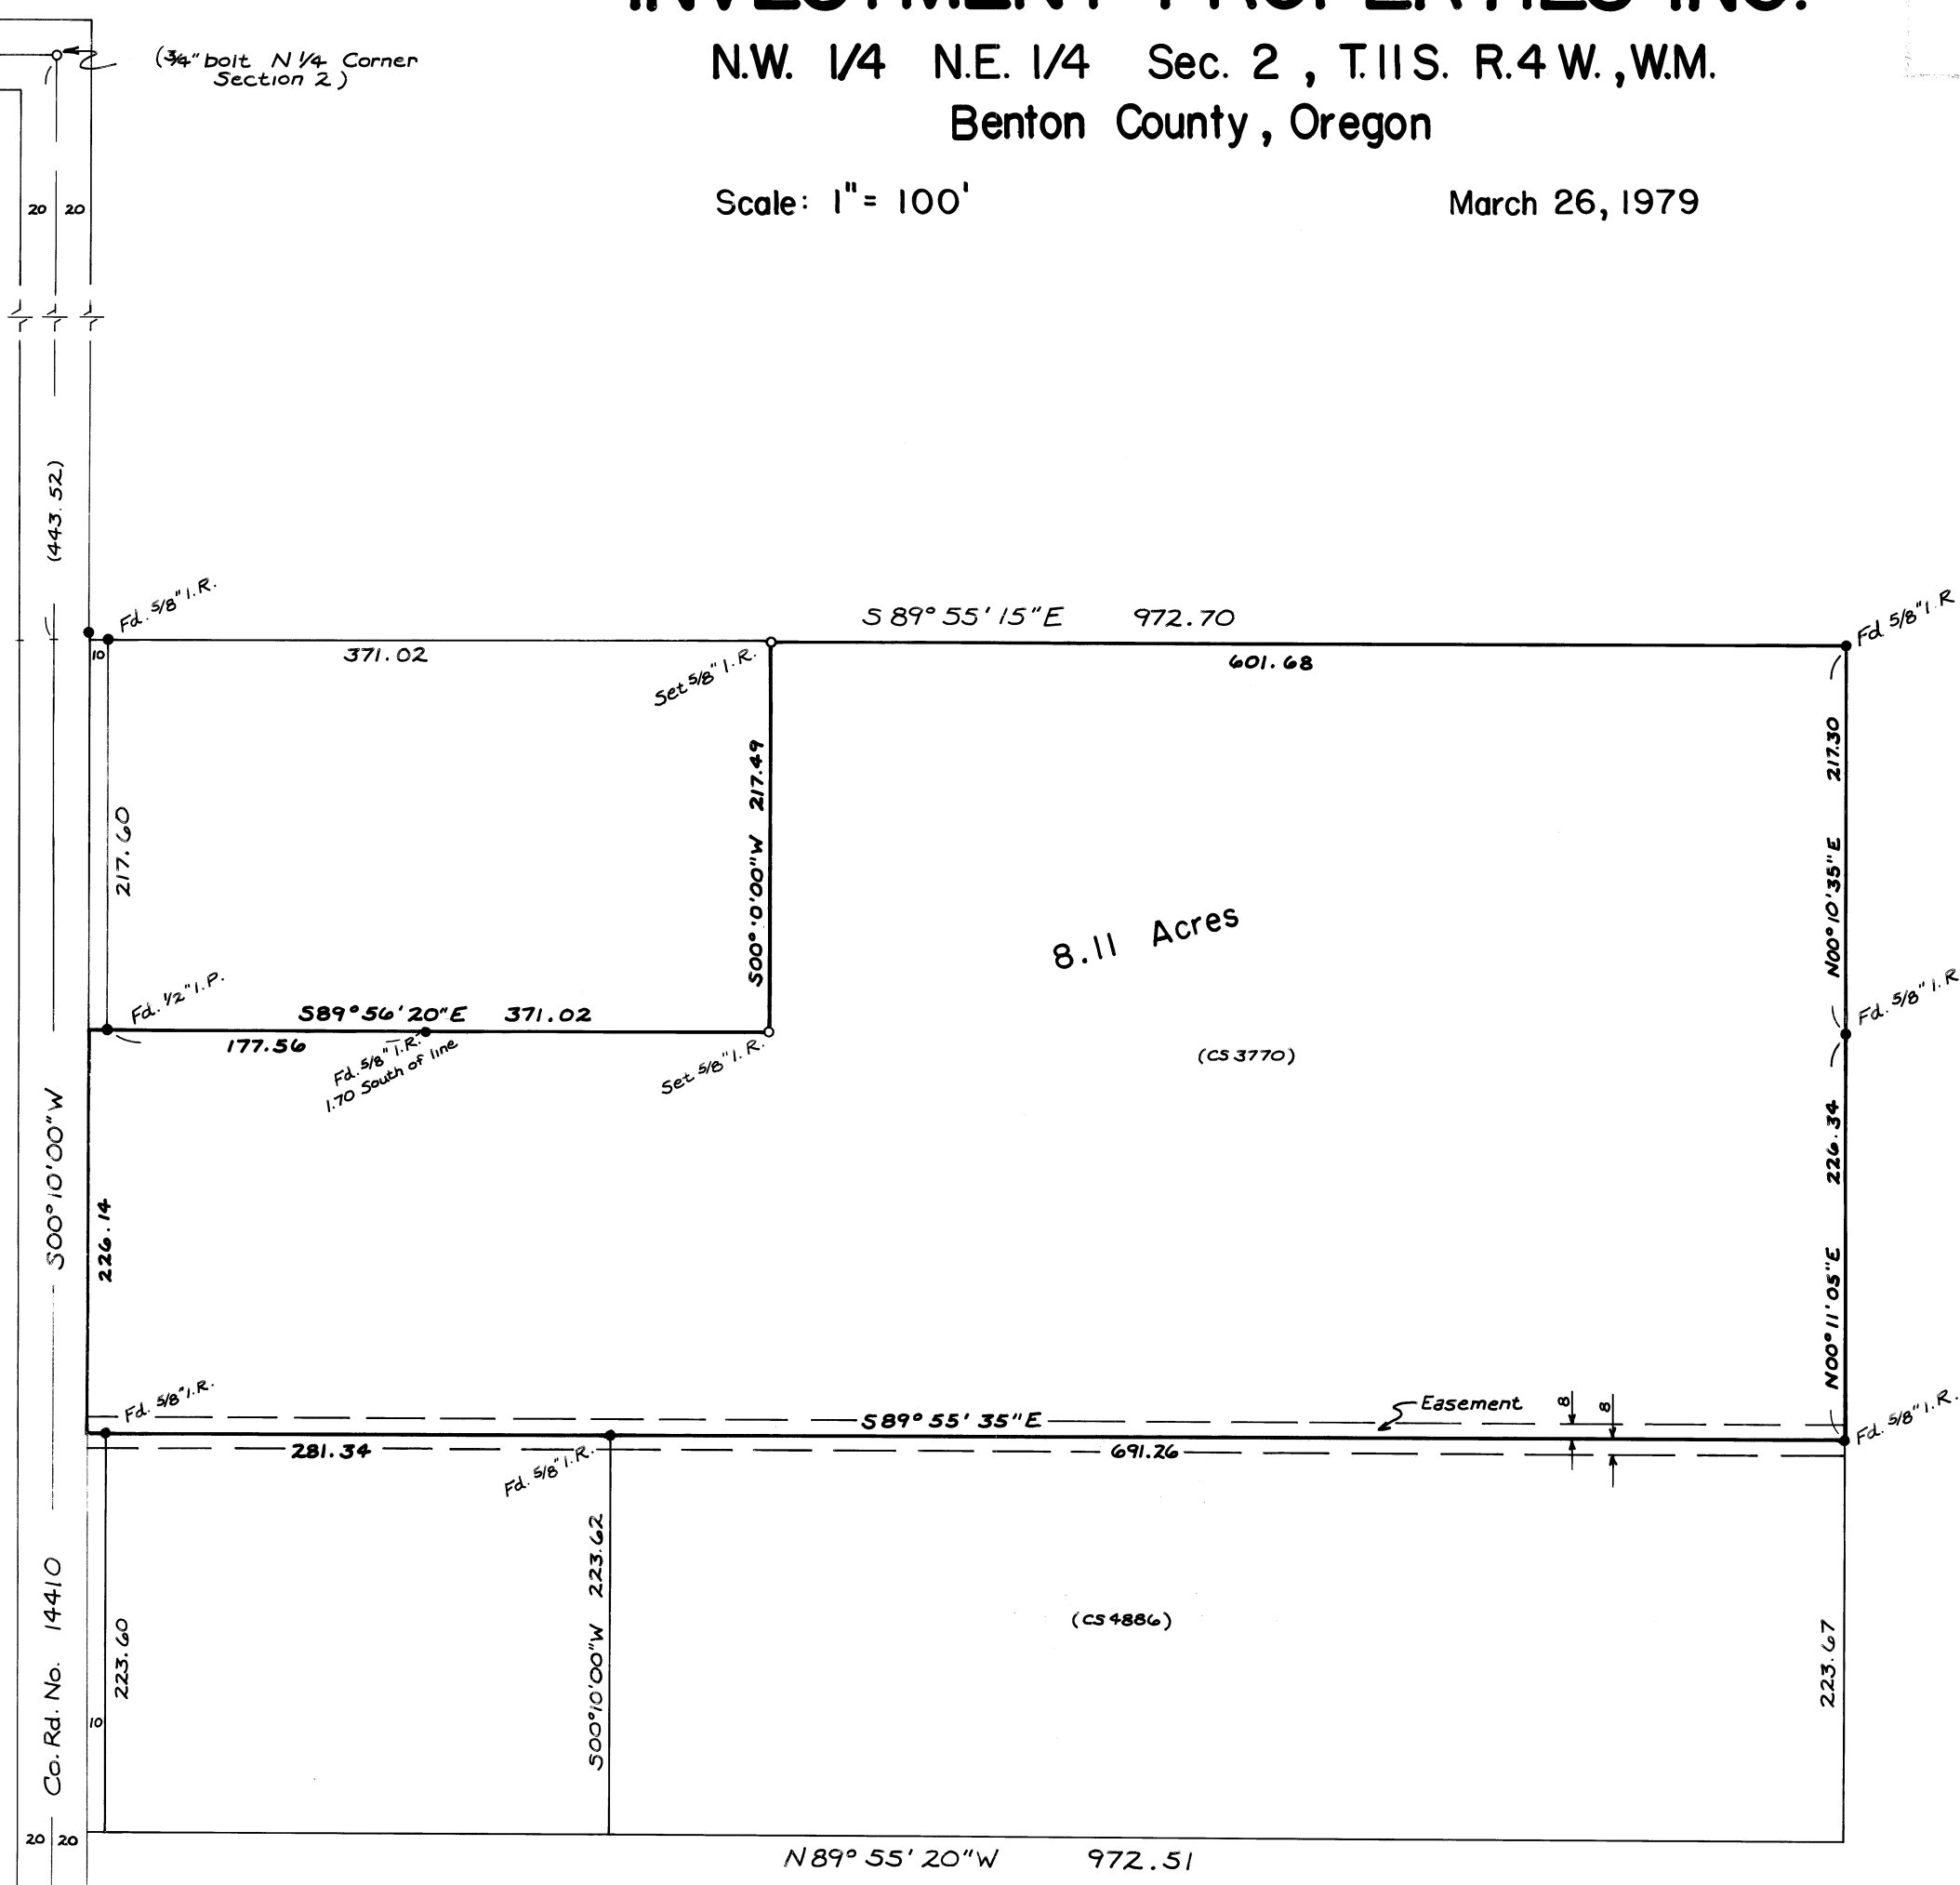 INVESTMENT PROPERTIES INC.
N.W. 1/4 N.E. 1/4 Sec. 2 , T.11S. R.4W.,W.M.
Benton County, Oregon
Scale: 1"= 100'
March 26, 1979
(3/4" bolt N 1/4 Corner
Section 2)
20
20
(443.52)
Fd. 5/8" I.R.
S 89° 55' 15"E 972.70
Fd. 5/8" I.R
10
371.02
Set 5/8" I.R.
601.68
217.60
S00°10'00"W 217.49
N00°10'35"E 217.30
8.11 Acres
Fd. 1/2" I.P.
S89°56'20"E 371.02
177.56
Fd. 5/8" I.R.
1.70 South of line
Set 5/8" I.R.
(CS 3770)
Fd. 5/8" I.R
S00°10'00"W
226.14
N00°11'05"E 226.34
Fd. 5/8" I.R.
S89°55'35"E
Easement
8
8
Fd. 5/8" I.R.
281.34
Fd. 5/8" I.R.
691.26
Co. Rd. No. 14410
223.60
S00°10'00"W 223.62
(CS 4886)
223.67
10
20
20
N 89° 55' 20"W 972.51